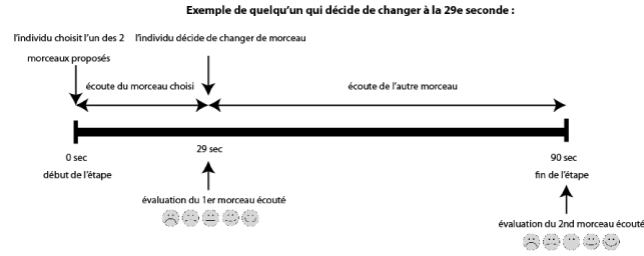 Exemple de quelqu'un qui décide de changer à la 29e seconde :
l'individu choisit l'un des 2
morceaux proposés
l'individu décide de changer de morceau
écoute du morceau choisi
écoute de l'autre morceau
0 sec
début de l'étape
29 sec
90 sec
fin de l'étape
évaluation du 1er morceau écouté
évaluation du 2nd morceau écouté